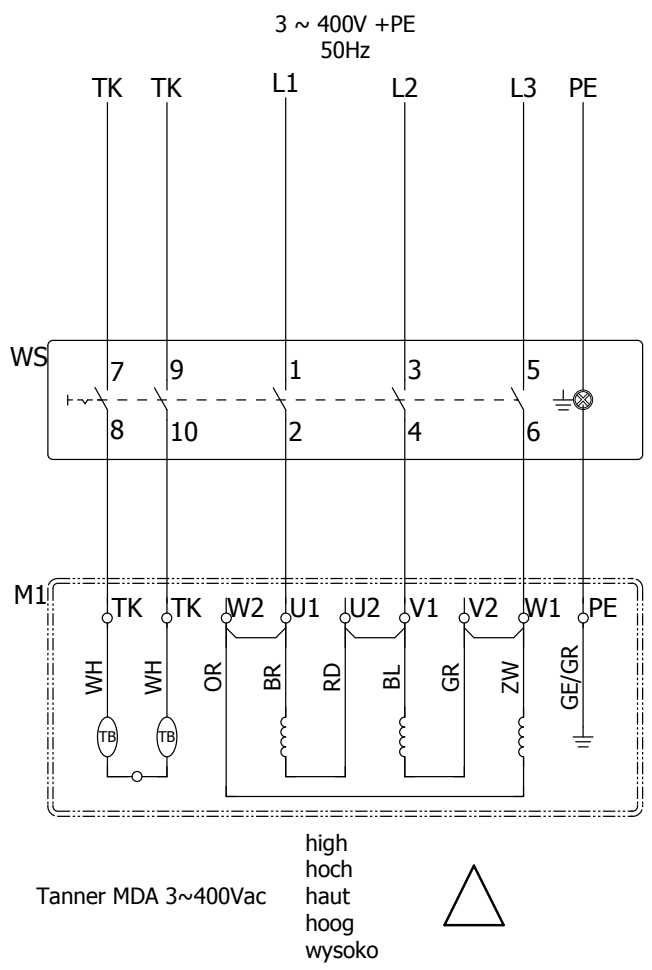 3 ~ 400V +PE
50Hz
TK TK L1 L2 L3 PE
WS
7 9 1 3 5
8 10 2 4 6
M1
TK TK W2 U1 U2 V1 V2 W1 PE
WH WH OR BR RD BL GR ZW GE/GR
TB TB
high
hoch
Tanner MDA 3~400Vac haut
hoog
wysoko